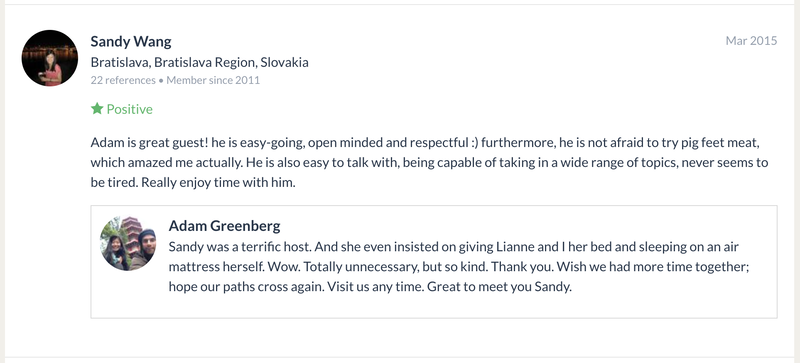 Sandy Wang
Mar 2015
Bratislava, Bratislava Region, Slovakia
22 references • Member since 2011
Positive
Adam is great guest! he is easy-going, open minded and respectful :) furthermore, he is not afraid to try pig feet meat,
which amazed me actually. He is also easy to talk with, being capable of taking in a wide range of topics, never seems to
be tired. Really enjoy time with him.
Adam Greenberg
Sandy was a terrific host. And she even insisted on giving Lianne and I her bed and sleeping on an air
mattress herself. Wow. Totally unnecessary, but so kind. Thank you. Wish we had more time together;
hope our paths cross again. Visit us any time. Great to meet you Sandy.